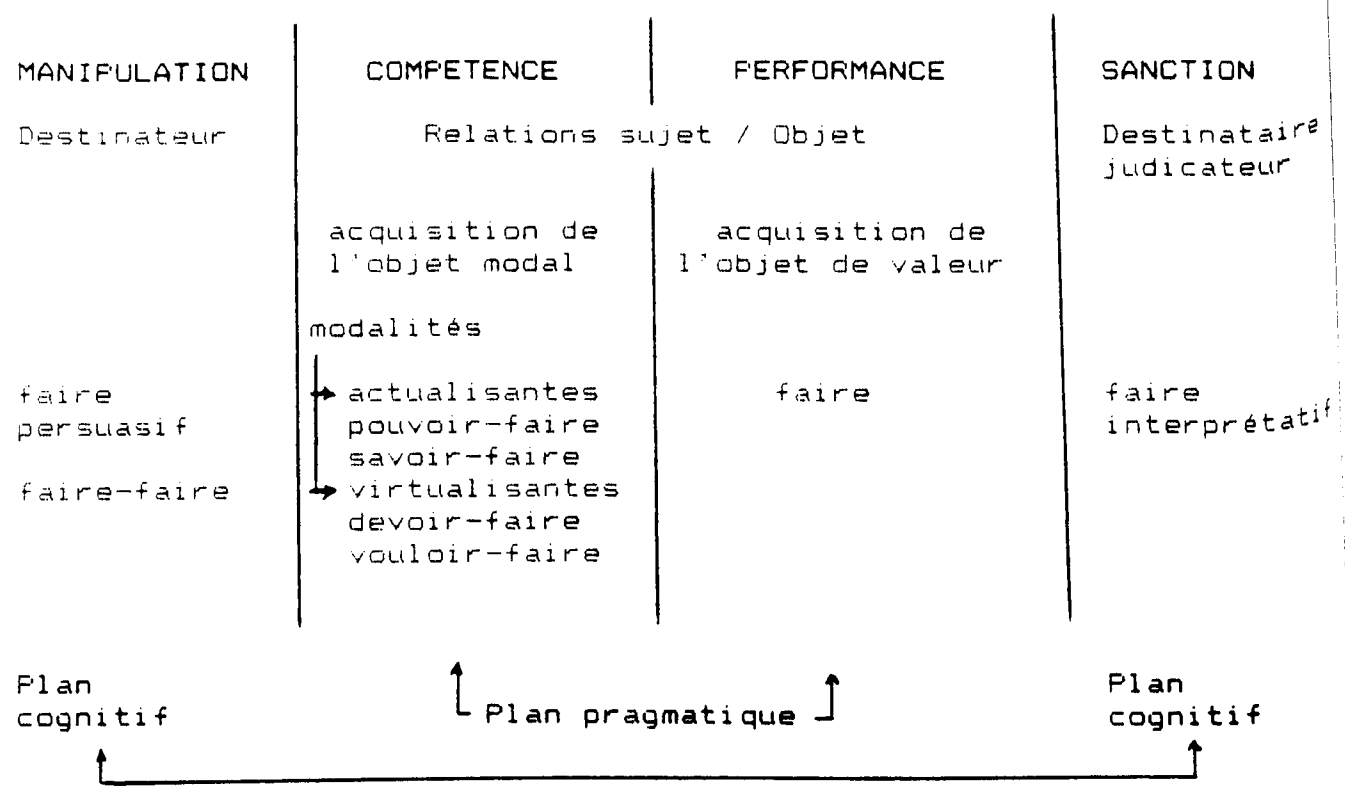 MANIPULATION COMPETENCE PERFORMANCE SANCTION
Destinateur Relations sujet / Objet Destinataire
judicateur
acquisition de acquisition de
l'objet modal l'objet de valeur
modalités
faire actualisantes faire faire
persuasif pouvoir-faire interprétatif
savoir-faire
faire-faire virtualisantes
devoir-faire
vouloir-faire
Plan Plan
cognitif Plan pragmatique cognitif